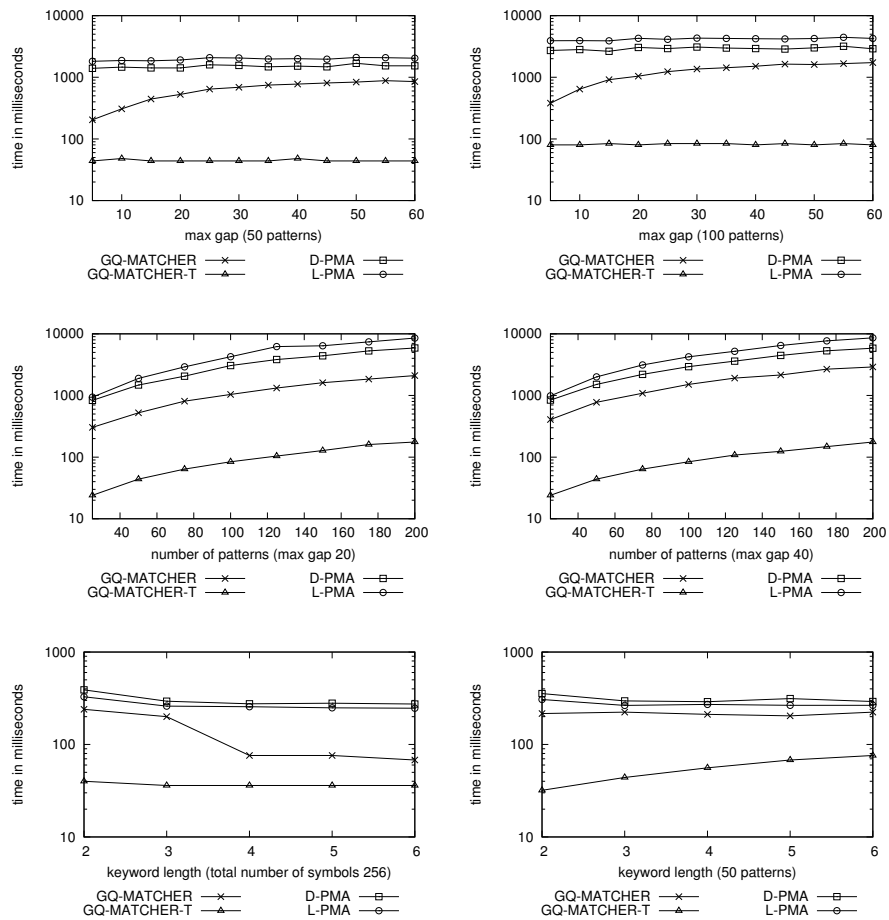 10000
1000
100
10
time in milliseconds
10 20 30 40 50 60
max gap (50 patterns)
GQ-MATCHER D-PMA
GQ-MATCHER-T L-PMA
10000
1000
100
10
time in milliseconds
10 20 30 40 50 60
max gap (100 patterns)
GQ-MATCHER D-PMA
GQ-MATCHER-T L-PMA
10000
1000
100
10
time in milliseconds
40 60 80 100 120 140 160 180 200
number of patterns (max gap 20)
GQ-MATCHER D-PMA
GQ-MATCHER-T L-PMA
10000
1000
100
10
time in milliseconds
40 60 80 100 120 140 160 180 200
number of patterns (max gap 40)
GQ-MATCHER D-PMA
GQ-MATCHER-T L-PMA
1000
100
10
time in milliseconds
2 3 4 5 6
keyword length (total number of symbols 256)
GQ-MATCHER D-PMA
GQ-MATCHER-T L-PMA
1000
100
10
time in milliseconds
2 3 4 5 6
keyword length (50 patterns)
GQ-MATCHER D-PMA
GQ-MATCHER-T L-PMA